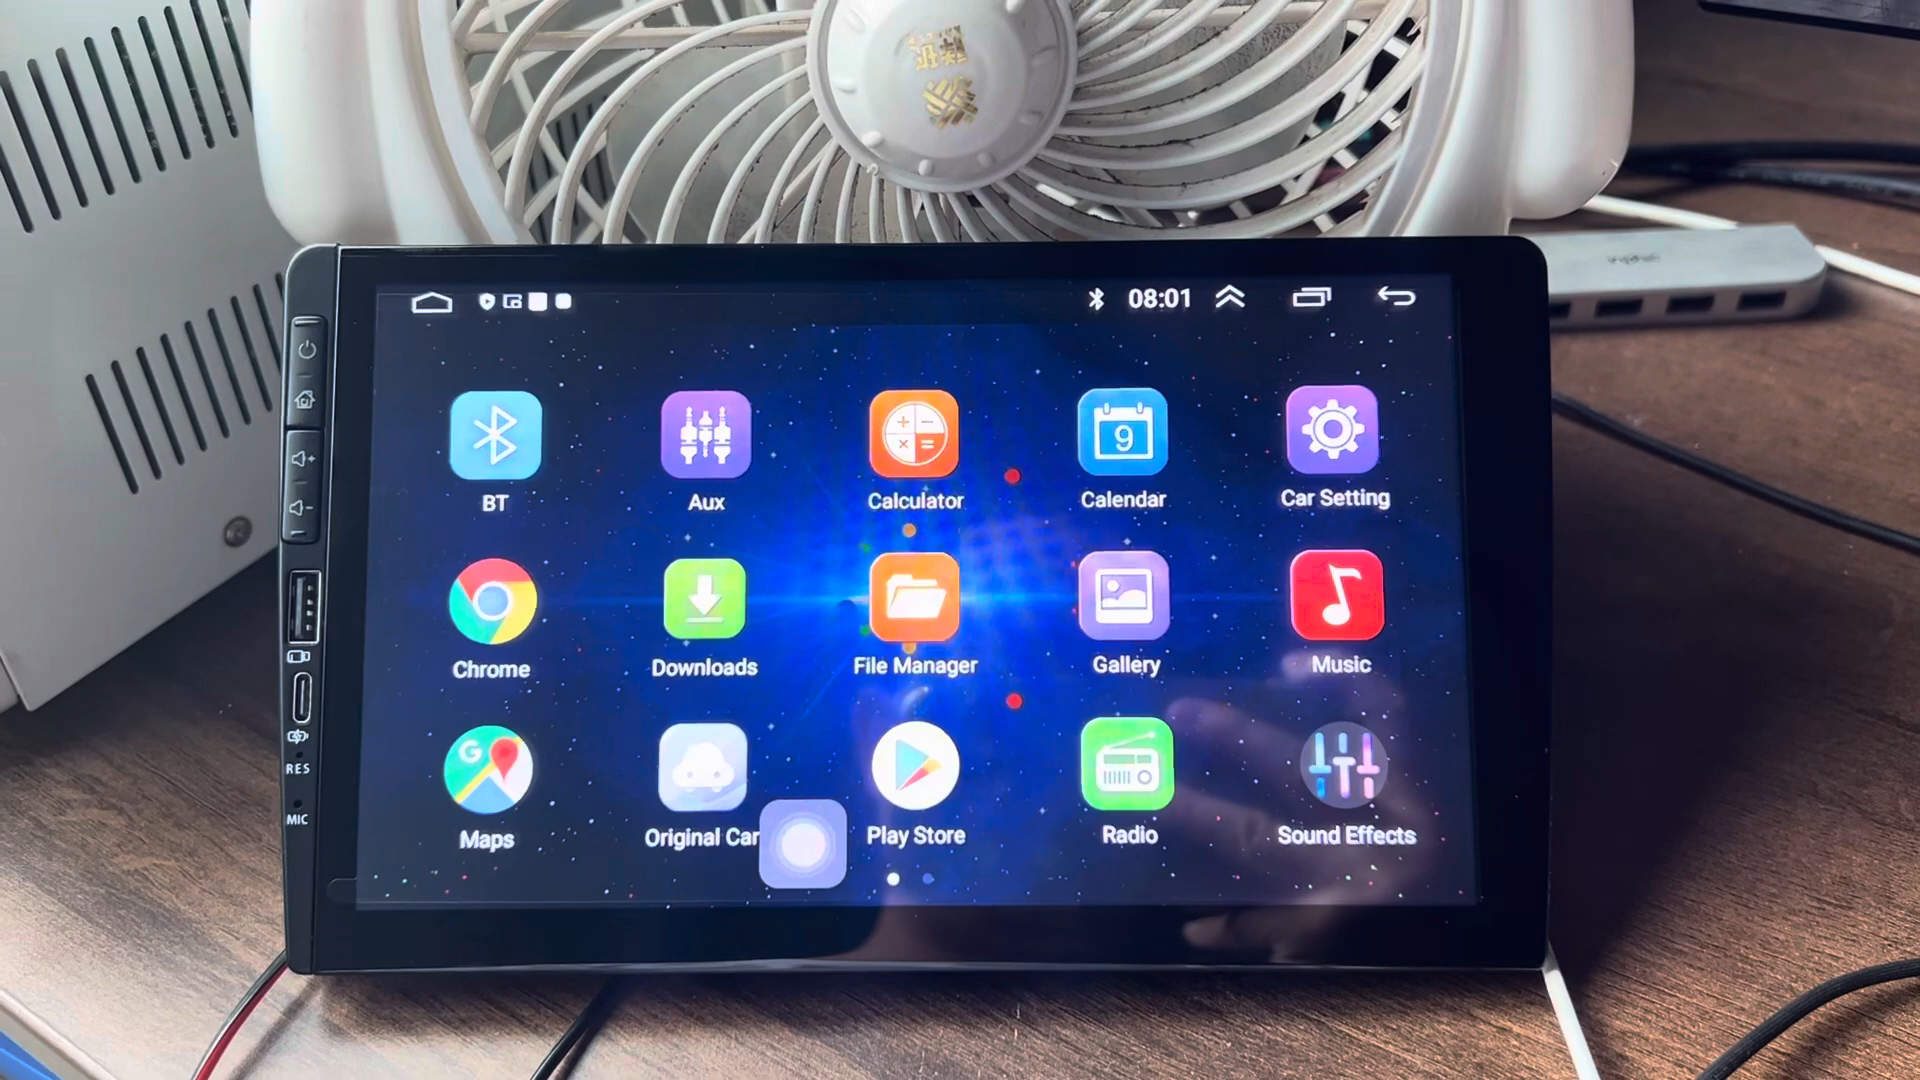 08:01
BT
Aux
Calculator
Calendar
9
Car Setting
Chrome
Downloads
File Manager
Gallery
Music
G
Maps
Original Car
Play Store
Radio
Sound Effects
RES
MIC